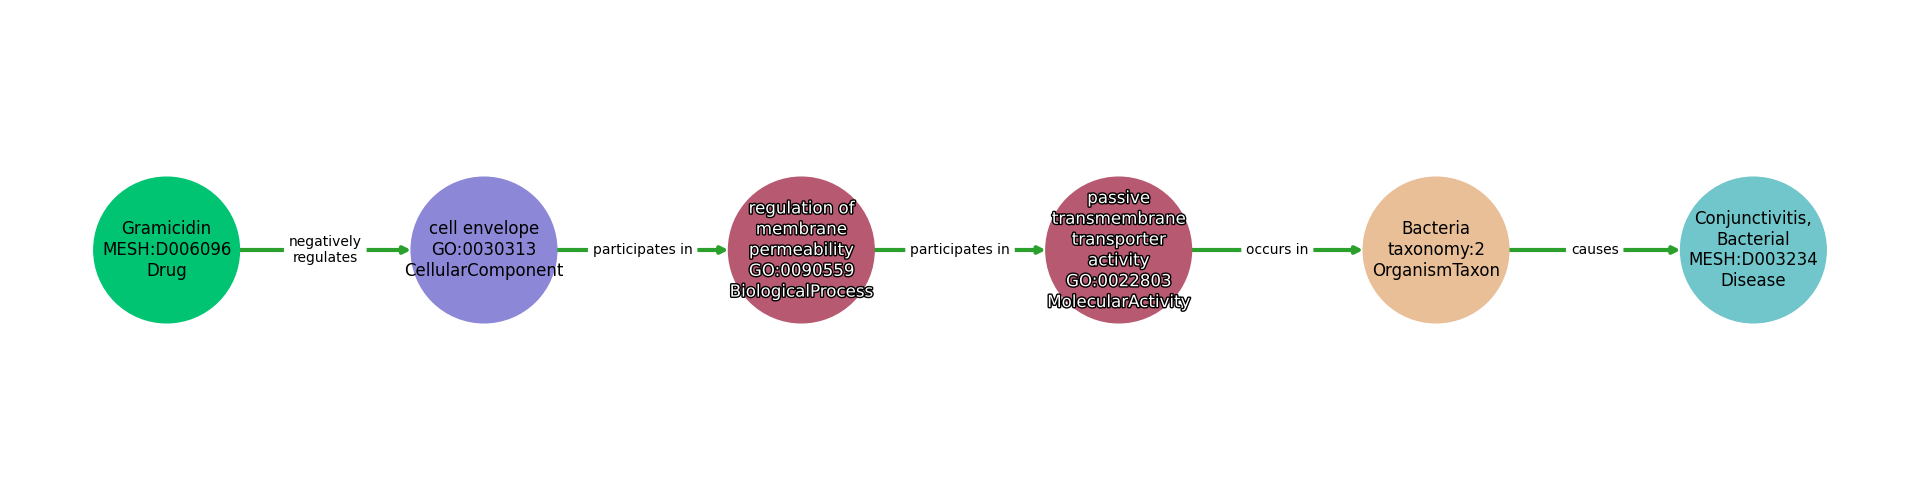 Gramicidin
MESH:D006096
Drug
negatively
regulates
cell envelope
GO:0030313
CellularComponent
participates in
regulation of
membrane
permeability
GO:0090559
BiologicalProcess
participates in
passive
transmembrane
transporter
activity
GO:0022803
MolecularActivity
occurs in
Bacteria
taxonomy:2
OrganismTaxon
causes
Conjunctivitis,
Bacterial
MESH:D003234
Disease